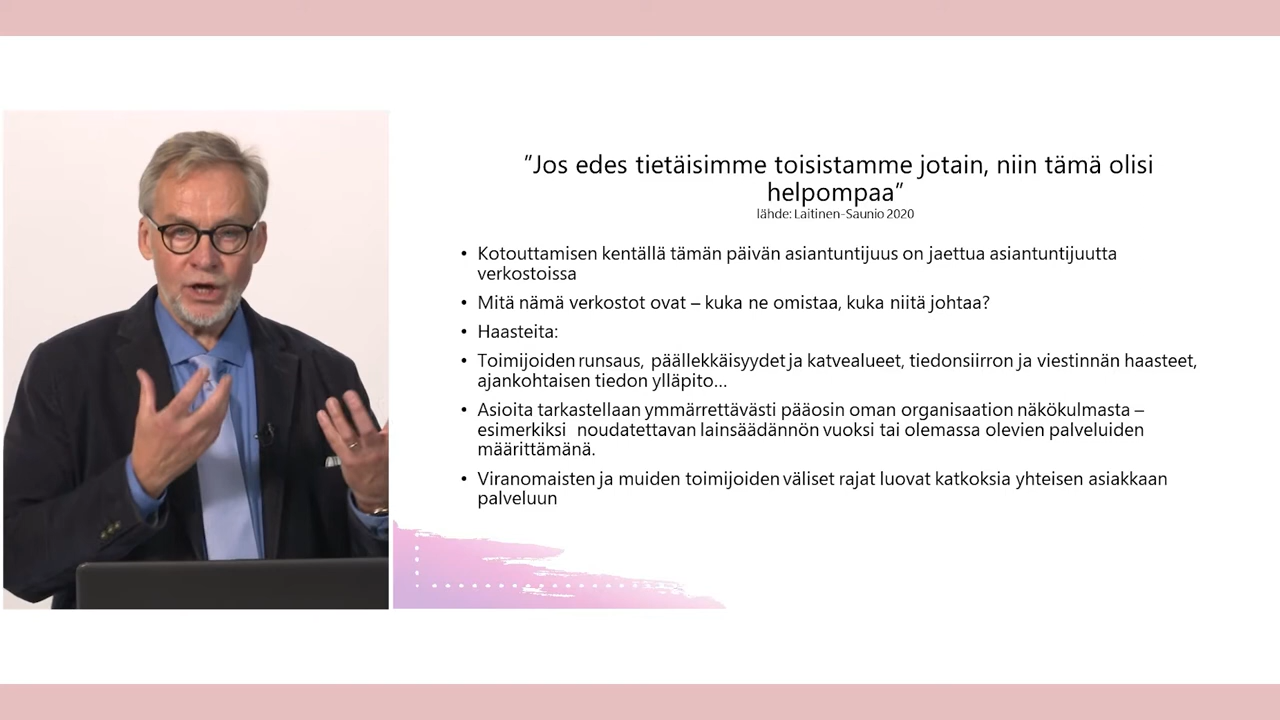 ”Jos edes tietäisimme toisistamme jotain, niin tämä olisi
helpompaa”
lähde: Laitinen-Saunio 2020
• Kotouttamisen kentällä tämän päivän asiantuntijuus on jaettua asiantuntijuutta
verkostoissa
• Mitä nämä verkostot ovat – kuka ne omistaa, kuka niitä johtaa?
• Haasteita:
• Toimijoiden runsaus, päällekkäisyydet ja katvealueet, tiedonsiirron ja viestinnän haasteet,
ajankohtaisen tiedon ylläpito…
• Asioita tarkastellaan ymmärrettävästi pääosin oman organisaation näkökulmasta –
esimerkiksi noudatettavan lainsäädännön vuoksi tai olemassa olevien palveluiden
määrittämänä.
• Viranomaisten ja muiden toimijoiden väliset rajat luovat katkoksia yhteisen asiakkaan
palveluun